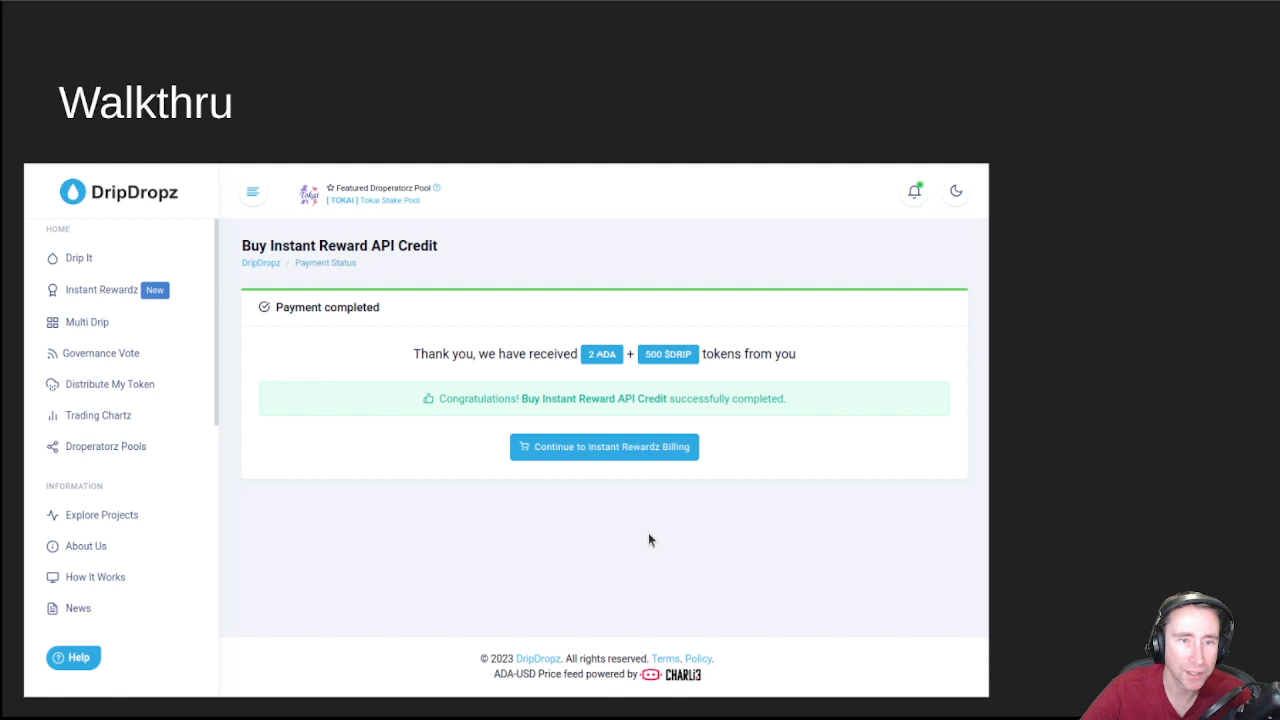 Walkthru
DripDropz
Tokai
Featured Droperatorz Pool
[ TOKAI ] Tokai Stake Pool
HOME
Drip It
Instant Rewardz New
Multi Drip
Governance Vote
Distribute My Token
Trading Chartz
Droperatorz Pools
INFORMATION
Explore Projects
About Us
How It Works
News
Help
Buy Instant Reward API Credit
DripDropz / Payment Status
Payment completed
Thank you, we have received 2 ADA + 500 $DRIP tokens from you
Congratulations! Buy Instant Reward API Credit successfully completed.
Continue to Instant Rewardz Billing
© 2023 DripDropz. All rights reserved. Terms. Policy.
ADA-USD Price feed powered by CHARLI3